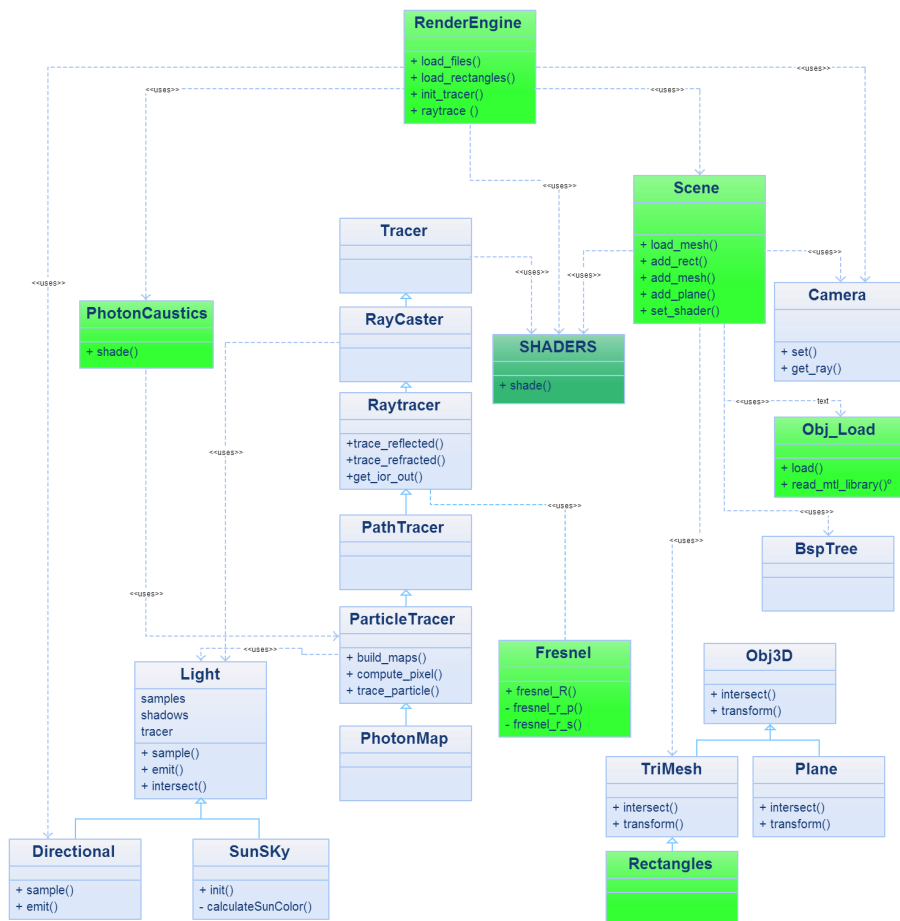 RenderEngine
+ load_files()
+ load_rectangles()
+ init_tracer()
+ raytrace ()
<<uses>>
<<uses>>
<<uses>>
<<uses>>
Scene
+ load_mesh()
+ add_rect()
+ add_mesh()
+ add_plane()
+ set_shader()
Tracer
<<uses>>
<<uses>>
<<uses>>
<<uses>>
Camera
+ set()
+ get_ray()
PhotonCaustics
+ shade()
RayCaster
SHADERS
+ shade()
Raytracer
+trace_reflected()
+trace_refracted()
+get_ior_out()
<<uses>>
text
Obj_Load
+ load()
+ read_mtl_library()º
<<uses>>
<<uses>>
<<uses>>
PathTracer
<<uses>>
BspTree
<<uses>>
ParticleTracer
+ build_maps()
+ compute_pixel()
+ trace_particle()
<<uses>>
Fresnel
+ fresnel_R()
- fresnel_r_p()
- fresnel_r_s()
Obj3D
+ intersect()
+ transform()
Light
samples
shadows
tracer
+ sample()
+ emit()
+ intersect()
PhotonMap
TriMesh
+ intersect()
+ transform()
Plane
+ intersect()
+ transform()
Directional
+ sample()
+ emit()
SunSKy
+ init()
- calculateSunColor()
Rectangles